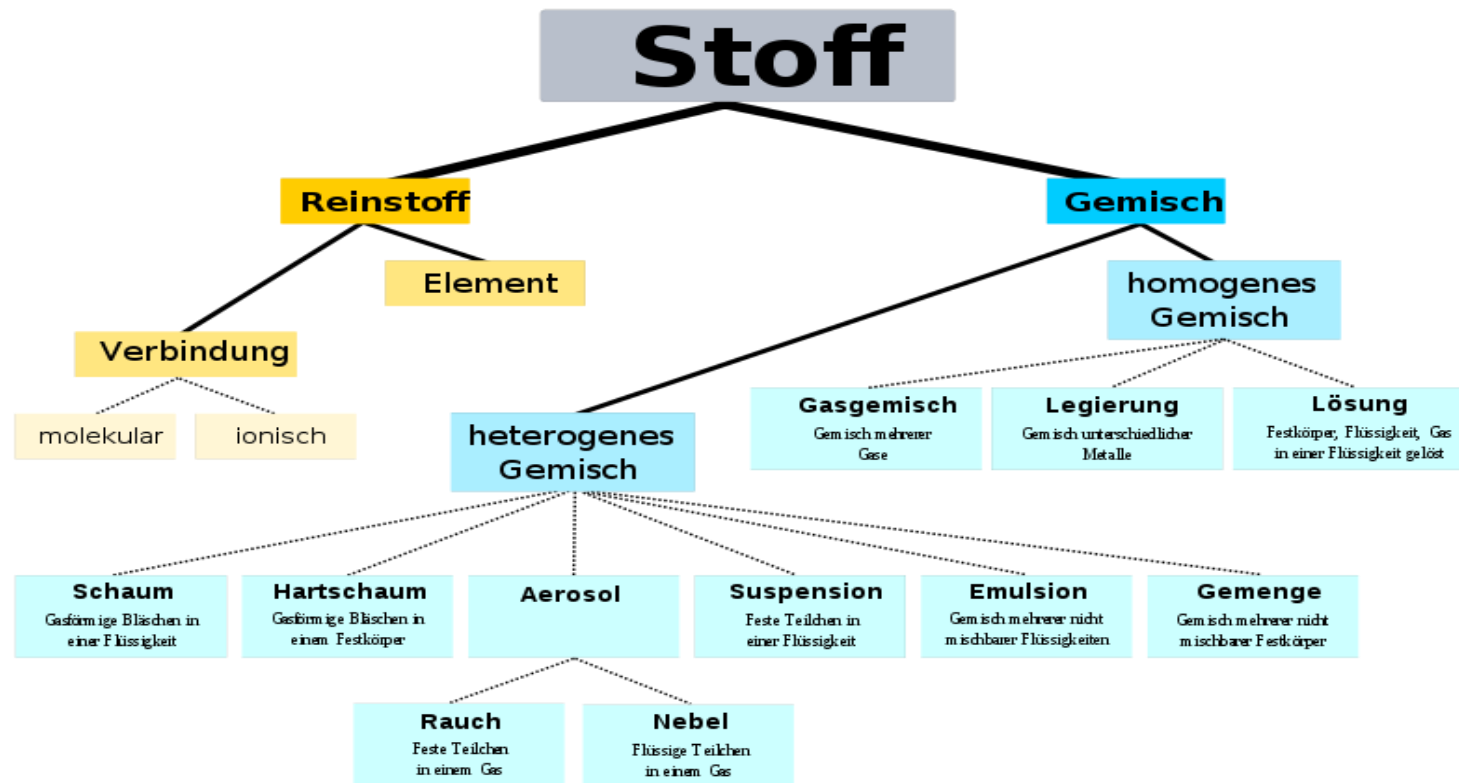 Stoff
Reinstoff
Gemisch
Element
homogenes
Gemisch
Verbindung
molekular
ionisch
heterogenes
Gemisch
Gasgemisch
Gemisch mehrerer
Gase
Legierung
Gemisch unterschiedlicher
Metalle
Lösung
Festkörper, Flüssigkeit, Gas
in einer Flüssigkeit gelöst
Schaum
Gasförmige Bläschen in
einer Flüssigkeit
Hartschaum
Gasförmige Bläschen in
einem Festkörper
Aerosol
Suspension
Feste Teilchen in
einer Flüssigkeit
Emulsion
Gemisch mehrerer nicht
mischbarer Flüssigkeiten
Gemenge
Gemisch mehrerer nicht
mischbarer Festkörper
Rauch
Feste Teilchen
in einem Gas
Nebel
Flüssige Teilchen
in einem Gas